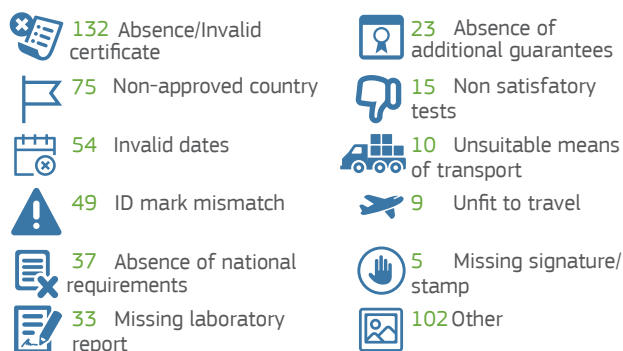 132 Absence/Invalid
certificate
75 Non-approved country
54 Invalid dates
49 ID mark mismatch
37 Absence of national
requirements
33 Missing laboratory
report
23 Absence of
additional guarantees
15 Non satisfatory
tests
10 Unsuitable means
of transport
9 Unfit to travel
5 Missing signature/
stamp
102 Other